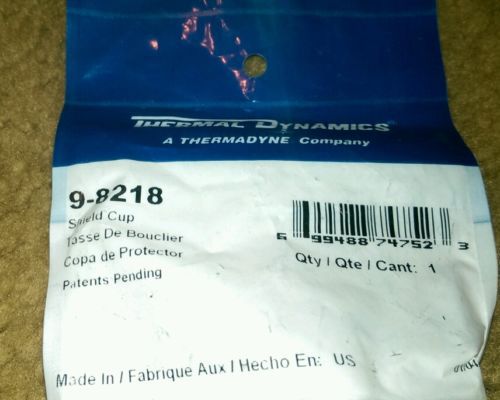 THERMAL DYNAMICS®
A THERMADYNE Company
9-8218
Shield Cup
Tasse De Bouclier
Copa de Protector
Patents Pending
6 99488 74752 3
Qty / Qte / Cant: 1
Made In / Fabrique Aux / Hecho En: US